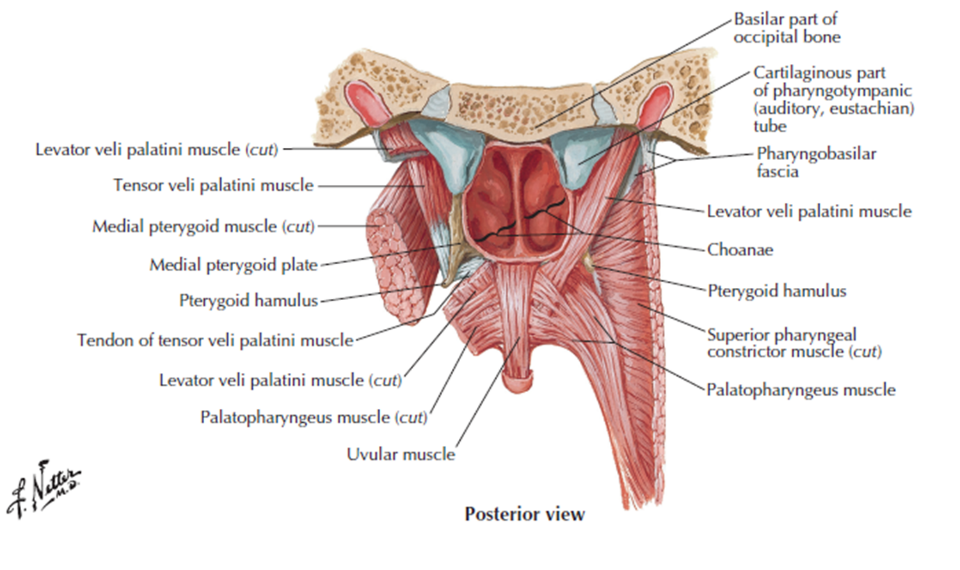 Basilar part of
occipital bone
Cartilaginous part
of pharyngotympanic
(auditory, eustachian)
tube
Pharyngobasilar
fascia
Levator veli palatini muscle
Choanae
Pterygoid hamulus
Superior pharyngeal
constrictor muscle (cut)
Palatopharyngeus muscle
Levator veli palatini muscle (cut)
Tensor veli palatini muscle
Medial pterygoid muscle (cut)
Medial pterygoid plate
Pterygoid hamulus
Tendon of tensor veli palatini muscle
Levator veli palatini muscle (cut)
Palatopharyngeus muscle (cut)
Uvular muscle
F. Netter
M.D.
Posterior view